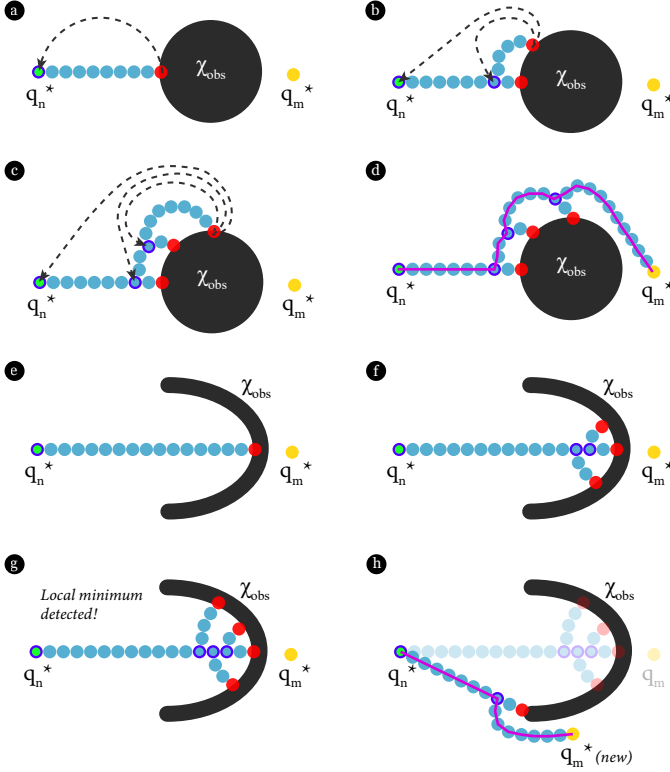 a
χobs
qn*
qm*
b
χobs
qn*
qm*
c
χobs
qn*
qm*
d
χobs
qn*
qm*
e
χobs
qn*
qm*
f
χobs
qn*
qm*
g
Local minimum
detected!
χobs
qn*
qm*
h
χobs
qn*
qm
qm* (new)